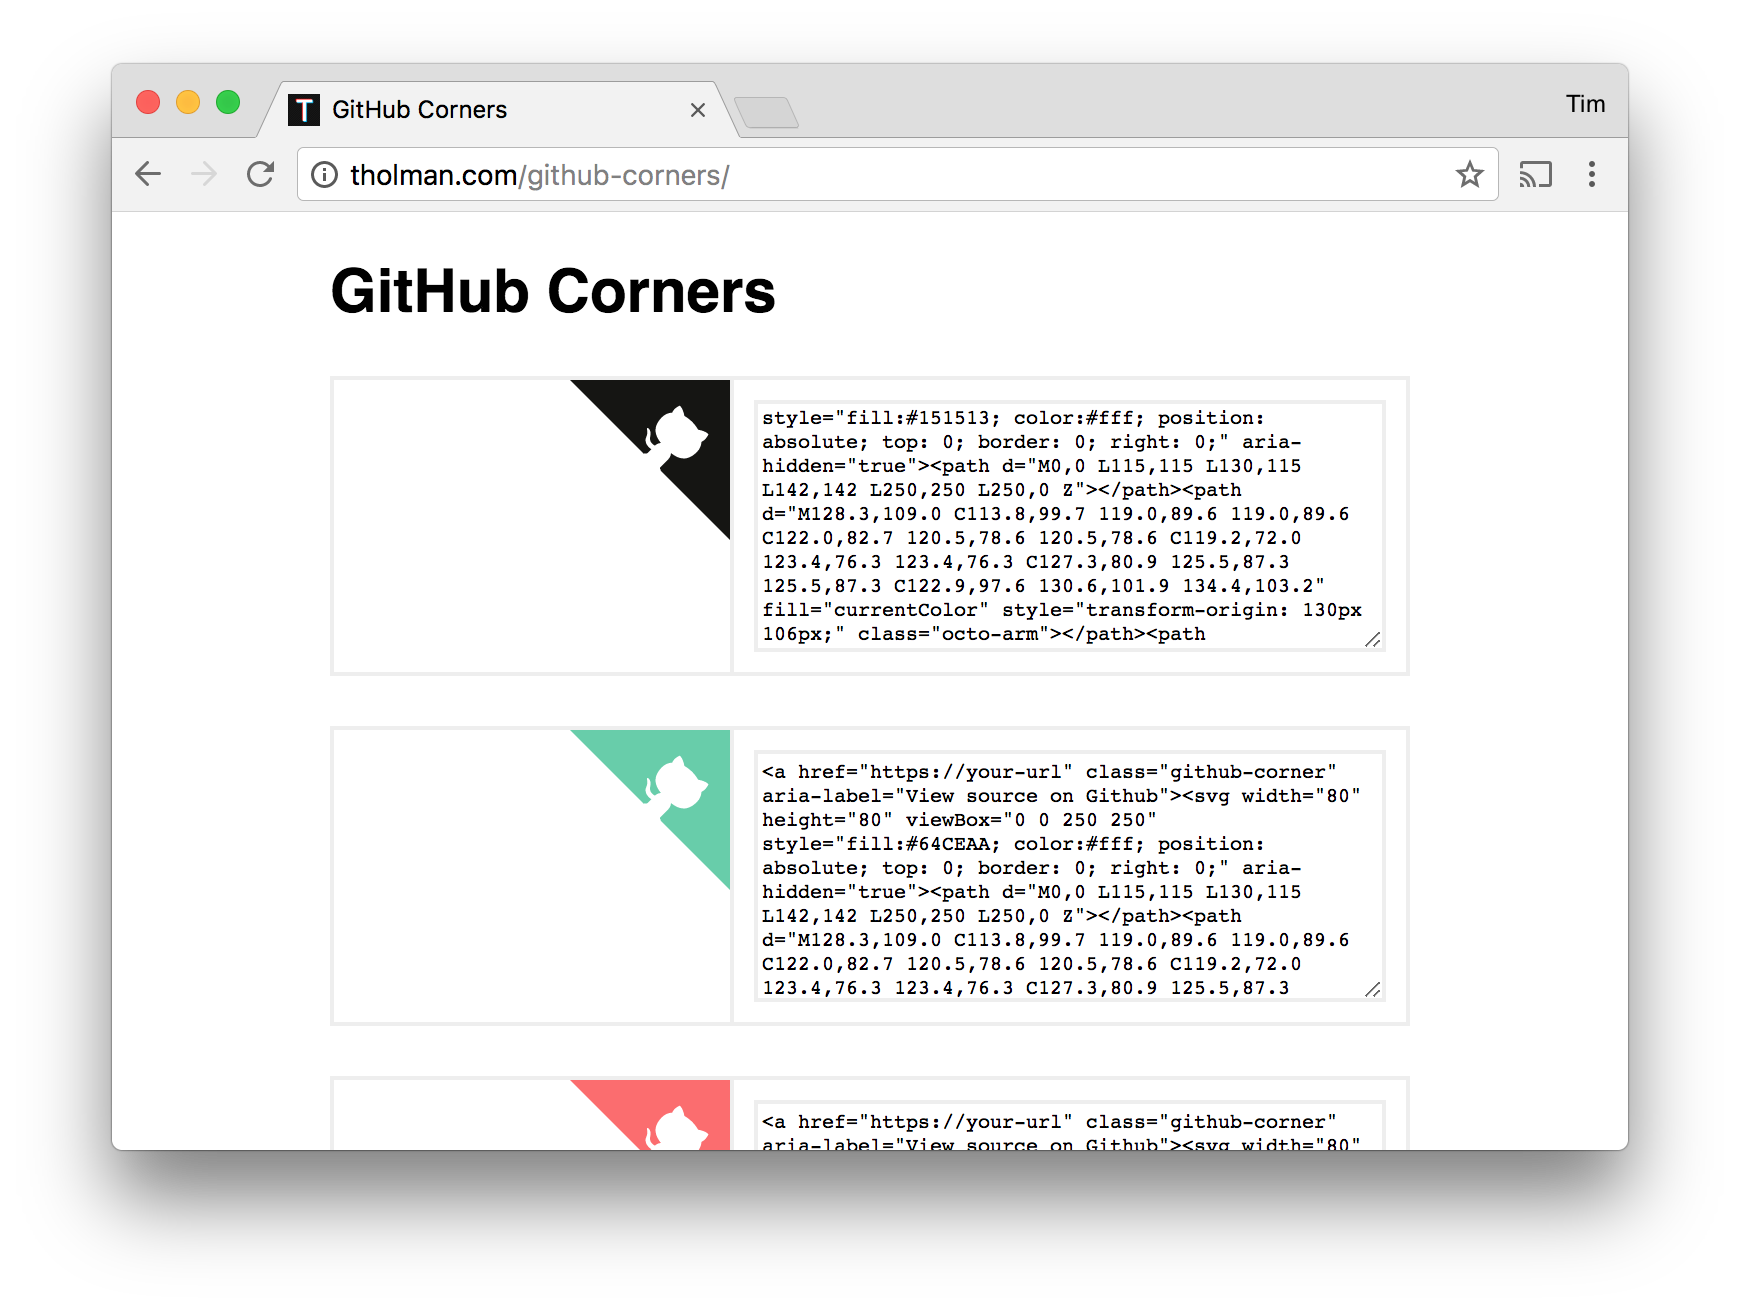 T GitHub Corners
Tim
tholman.com/github-corners/
GitHub Corners
style="fill:#151513; color:#fff; position:
absolute; top: 0; border: 0; right: 0;" aria-
hidden="true"><path d="M0,0 L115,115 L130,115
L142,142 L250,250 L250,0 Z"></path><path
d="M128.3,109.0 C113.8,99.7 119.0,89.6 119.0,89.6
C122.0,82.7 120.5,78.6 120.5,78.6 C119.2,72.0
123.4,76.3 123.4,76.3 C127.3,80.9 125.5,87.3
125.5,87.3 C122.9,97.6 130.6,101.9 134.4,103.2"
fill="currentColor" style="transform-origin: 130px
106px;" class="octo-arm"></path><path
<a href="https://your-url" class="github-corner"
aria-label="View source on Github"><svg width="80"
height="80" viewBox="0 0 250 250"
style="fill:#64CEAA; color:#fff; position:
absolute; top: 0; border: 0; right: 0;" aria-
hidden="true"><path d="M0,0 L115,115 L130,115
L142,142 L250,250 L250,0 Z"></path><path
d="M128.3,109.0 C113.8,99.7 119.0,89.6 119.0,89.6
C122.0,82.7 120.5,78.6 120.5,78.6 C119.2,72.0
123.4,76.3 123.4,76.3 C127.3,80.9 125.5,87.3
<a href="https://your-url" class="github-corner"
aria-label="View source on Github"><svg width="80"